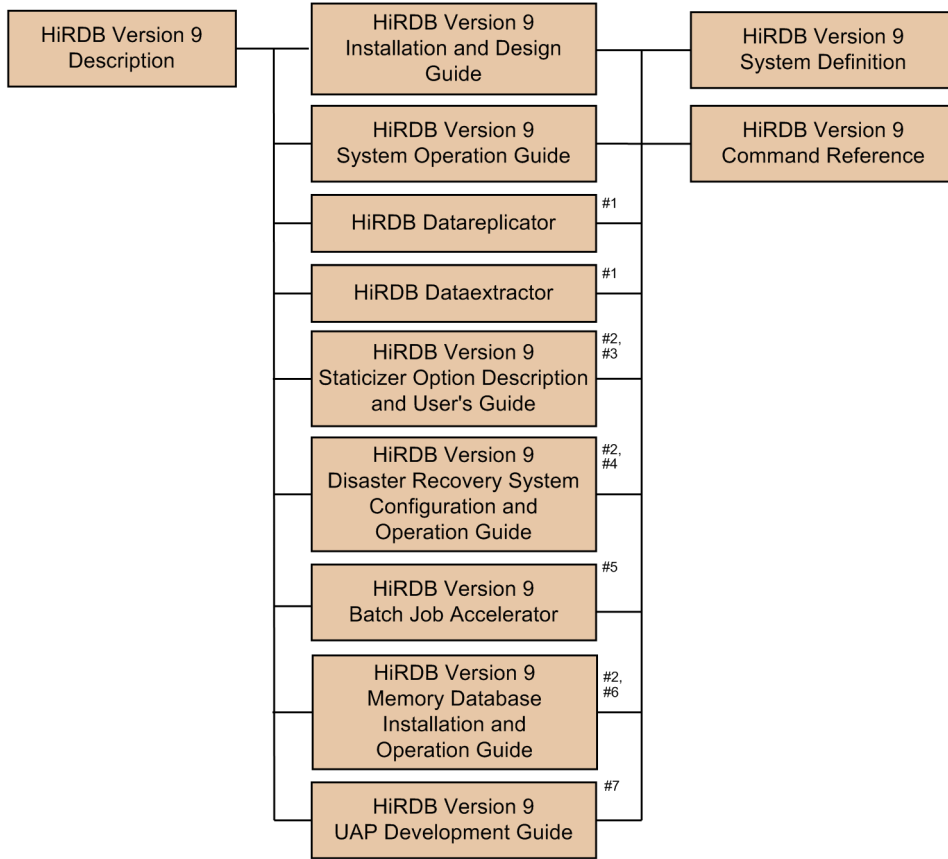 HiRDB Version 9
Description
HiRDB Version 9
Installation and Design
Guide
HiRDB Version 9
System Definition
HiRDB Version 9
System Operation Guide
HiRDB Version 9
Command Reference
HiRDB Datareplicator
#1
HiRDB Dataextractor
#1
HiRDB Version 9
Staticizer Option Description
and User's Guide
#2,
#3
HiRDB Version 9
Disaster Recovery System
Configuration and
Operation Guide
#2,
#4
HiRDB Version 9
Batch Job Accelerator
#5
HiRDB Version 9
Memory Database
Installation and
Operation Guide
#2,
#6
HiRDB Version 9
UAP Development Guide
#7